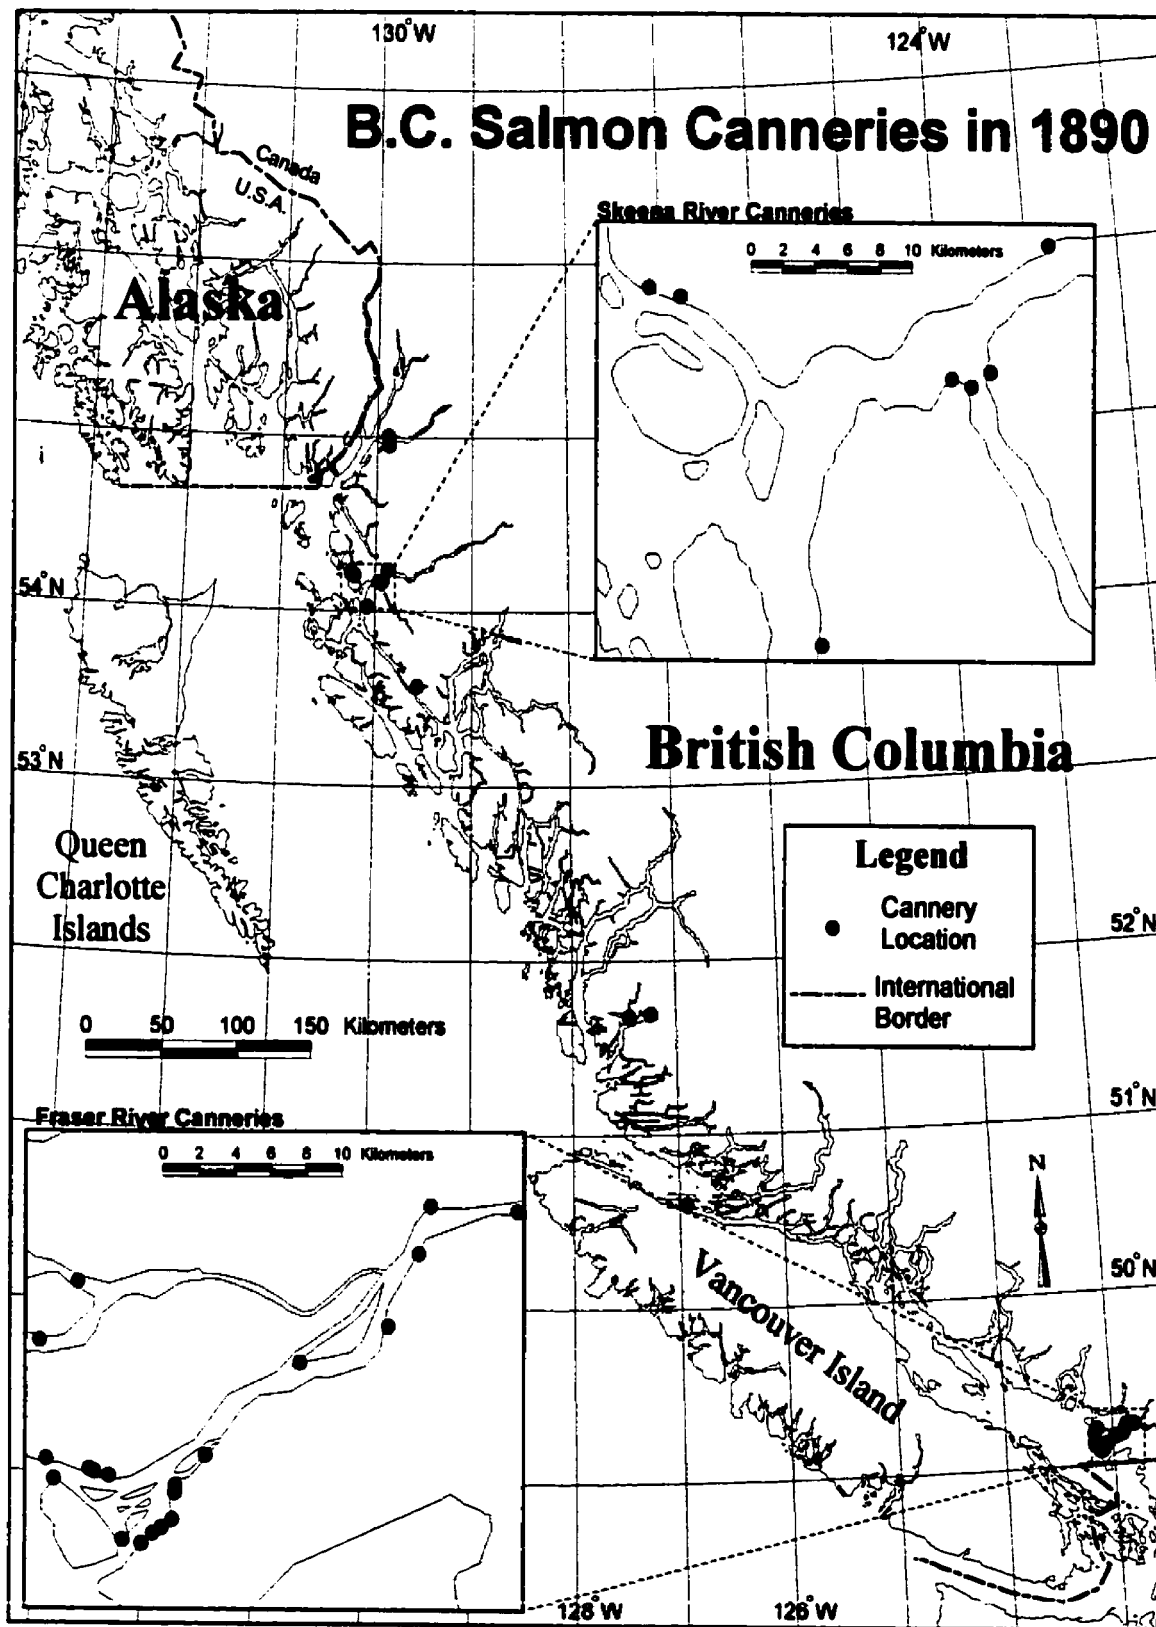 130°W
124°W
B.C. Salmon Canneries in 1890
Canada
U.S.A.
Skeena River Canneries
0 2 4 6 8 10 Kilometers
Alaska
54°N
53°N
British Columbia
Queen
Charlotte
Islands
Legend
Cannery
Location
International
Border
52°N
0 50 100 150 Kilometers
51°N
Fraser River Canneries
0 2 4 6 8 10 Kilometers
N
50°N
Vancouver Island
128°W
126°W